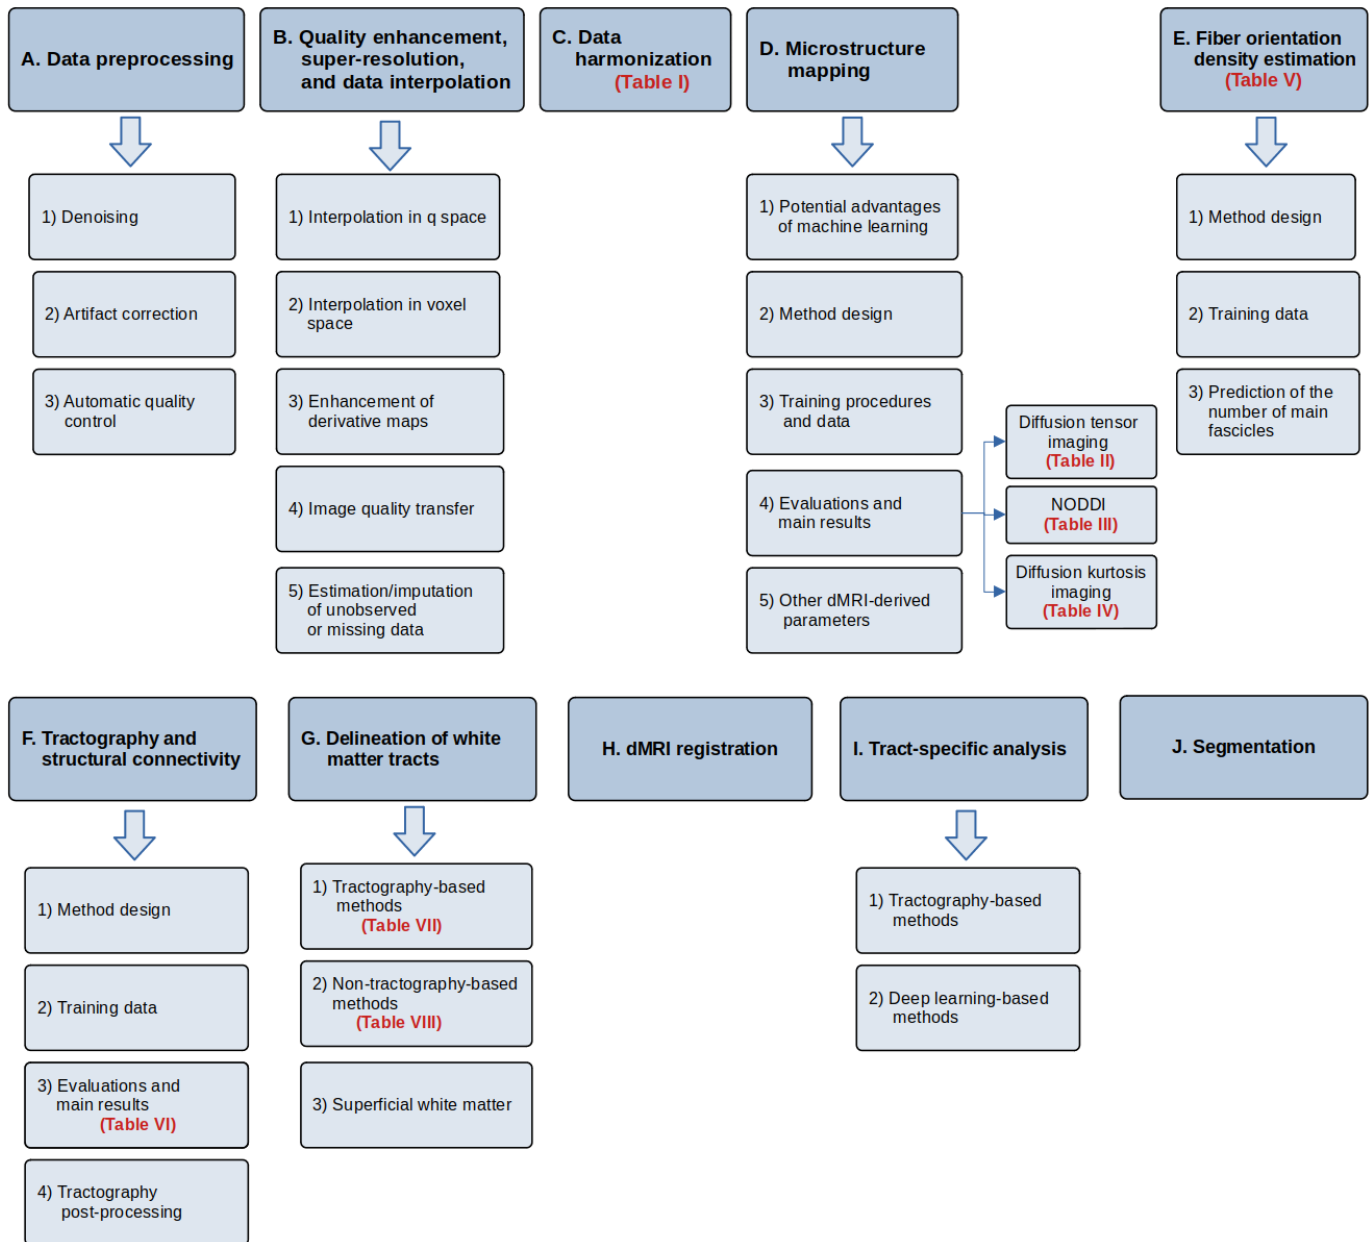 A. Data preprocessing
1) Denoising
2) Artifact correction
3) Automatic quality
control
B. Quality enhancement,
super-resolution,
and data interpolation
1) Interpolation in q space
2) Interpolation in voxel
space
3) Enhancement of
derivative maps
4) Image quality transfer
5) Estimation/imputation
of unobserved
or missing data
C. Data
harmonization
(Table I)
D. Microstructure
mapping
1) Potential advantages
of machine learning
2) Method design
3) Training procedures
and data
4) Evaluations and
main results
Diffusion tensor
imaging
(Table II)
NODDI
(Table III)
Diffusion kurtosis
imaging
(Table IV)
5) Other dMRI-derived
parameters
E. Fiber orientation
density estimation
(Table V)
1) Method design
2) Training data
3) Prediction of the
number of main
fascicles
F. Tractography and
structural connectivity
1) Method design
2) Training data
3) Evaluations and
main results
(Table VI)
4) Tractography
post-processing
G. Delineation of white
matter tracts
1) Tractography-based
methods
(Table VII)
2) Non-tractography-based
methods
(Table VIII)
3) Superficial white matter
H. dMRI registration
I. Tract-specific analysis
1) Tractography-based
methods
2) Deep learning-based
methods
J. Segmentation